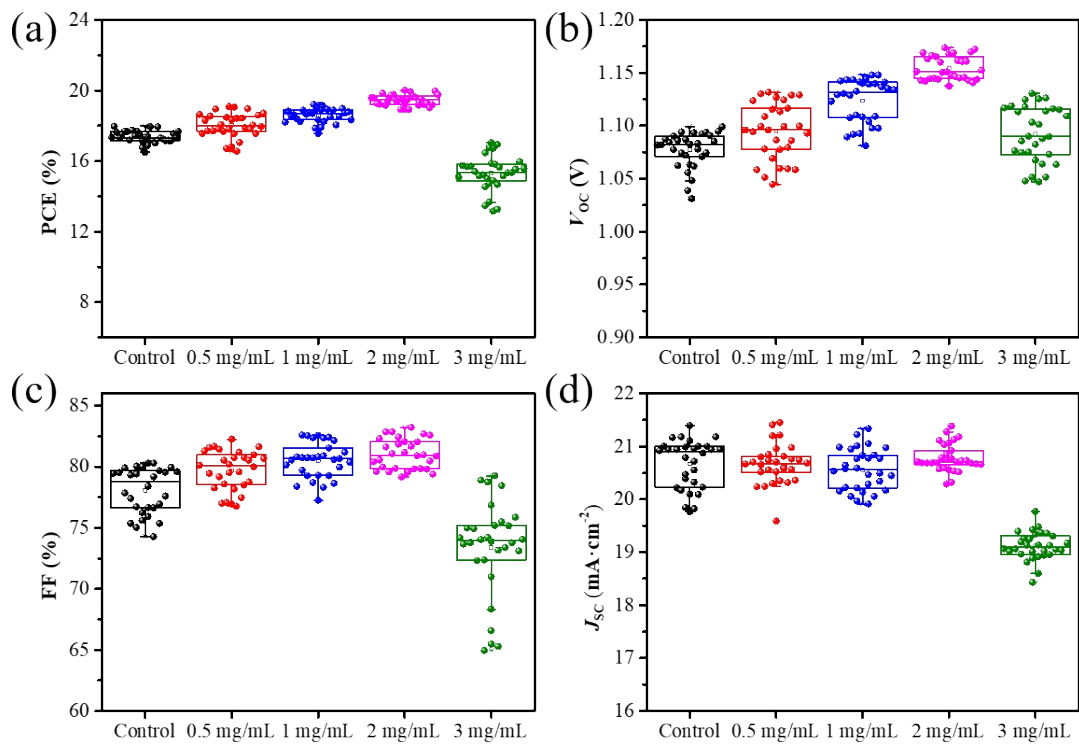 (a)
PCE (%)
24
20
16
12
8
Control 0.5 mg/mL 1 mg/mL 2 mg/mL 3 mg/mL
(b)
VOC (V)
1.20
1.15
1.10
1.05
1.00
0.95
0.90
Control 0.5 mg/mL 1 mg/mL 2 mg/mL 3 mg/mL
(c)
FF (%)
85
80
75
70
65
60
Control 0.5 mg/mL 1 mg/mL 2 mg/mL 3 mg/mL
(d)
JSC (mA·cm⁻²)
22
21
20
19
18
17
16
Control 0.5 mg/mL 1 mg/mL 2 mg/mL 3 mg/mL